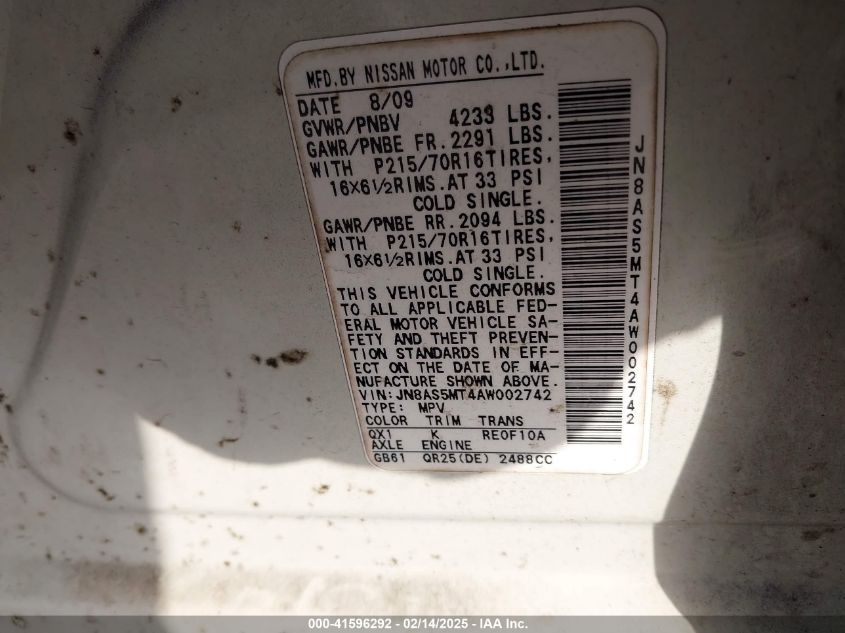 MFD.BY NISSAN MOTOR CO.,LTD.
DATE 8/09
GVWR/PNBV 4233 LBS.
GAWR/PNBE FR.2291 LBS.
WITH P215/70R16TIRES,
16X6½RIMS.AT 33 PSI
COLD SINGLE.
GAWR/PNBE RR.2094 LBS.
WITH P215/70R16TIRES,
16X6½RIMS.AT 33 PSI
COLD SINGLE.
THIS VEHICLE CONFORMS
TO ALL APPLICABLE FED-
ERAL MOTOR VEHICLE SA-
FETY AND THEFT PREVEN-
TION STANDARDS IN EFF-
ECT ON THE DATE OF MA-
NUFACTURE SHOWN ABOVE.
VIN:JN8AS5MT4AW002742
TYPE: MPV
COLOR TRIM TRANS
QX1 K RE0F10A
AXLE ENGINE
GB61 QR25(DE) 2488CC
JN8AS5MT4AW002742
000-41596292 - 02/14/2025 - IAA Inc.